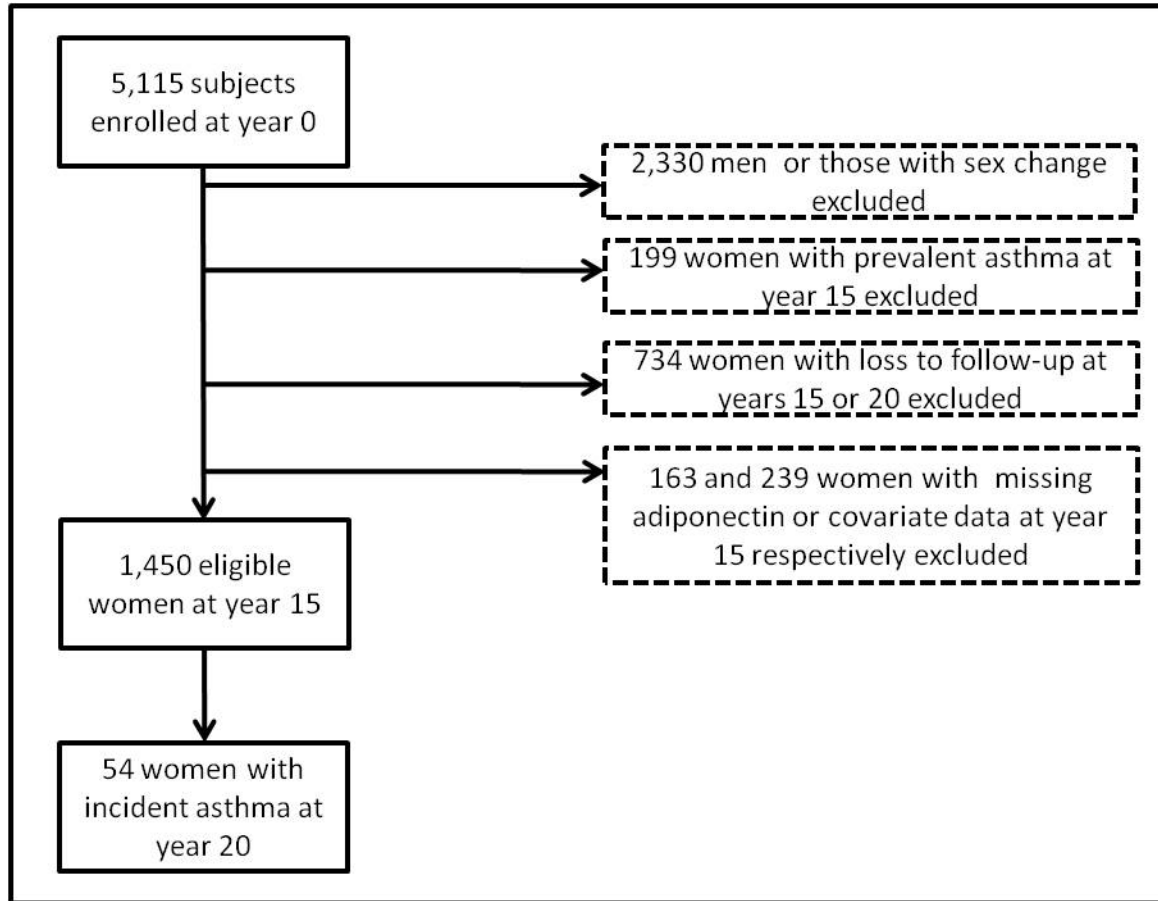 5,115 subjects
enrolled at year 0
2,330 men or those with sex change
excluded
199 women with prevalent asthma at
year 15 excluded
734 women with loss to follow-up at
years 15 or 20 excluded
163 and 239 women with missing
adiponectin or covariate data at year
15 respectively excluded
1,450 eligible
women at year 15
54 women with
incident asthma at
year 20